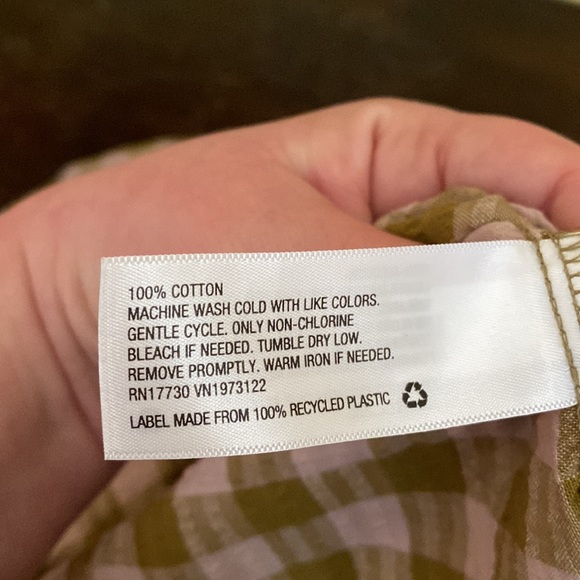 100% COTTON
MACHINE WASH COLD WITH LIKE COLORS.
GENTLE CYCLE. ONLY NON-CHLORINE
BLEACH IF NEEDED. TUMBLE DRY LOW.
REMOVE PROMPTLY. WARM IRON IF NEEDED.
RN17730 VN1973122
LABEL MADE FROM 100% RECYCLED PLASTIC